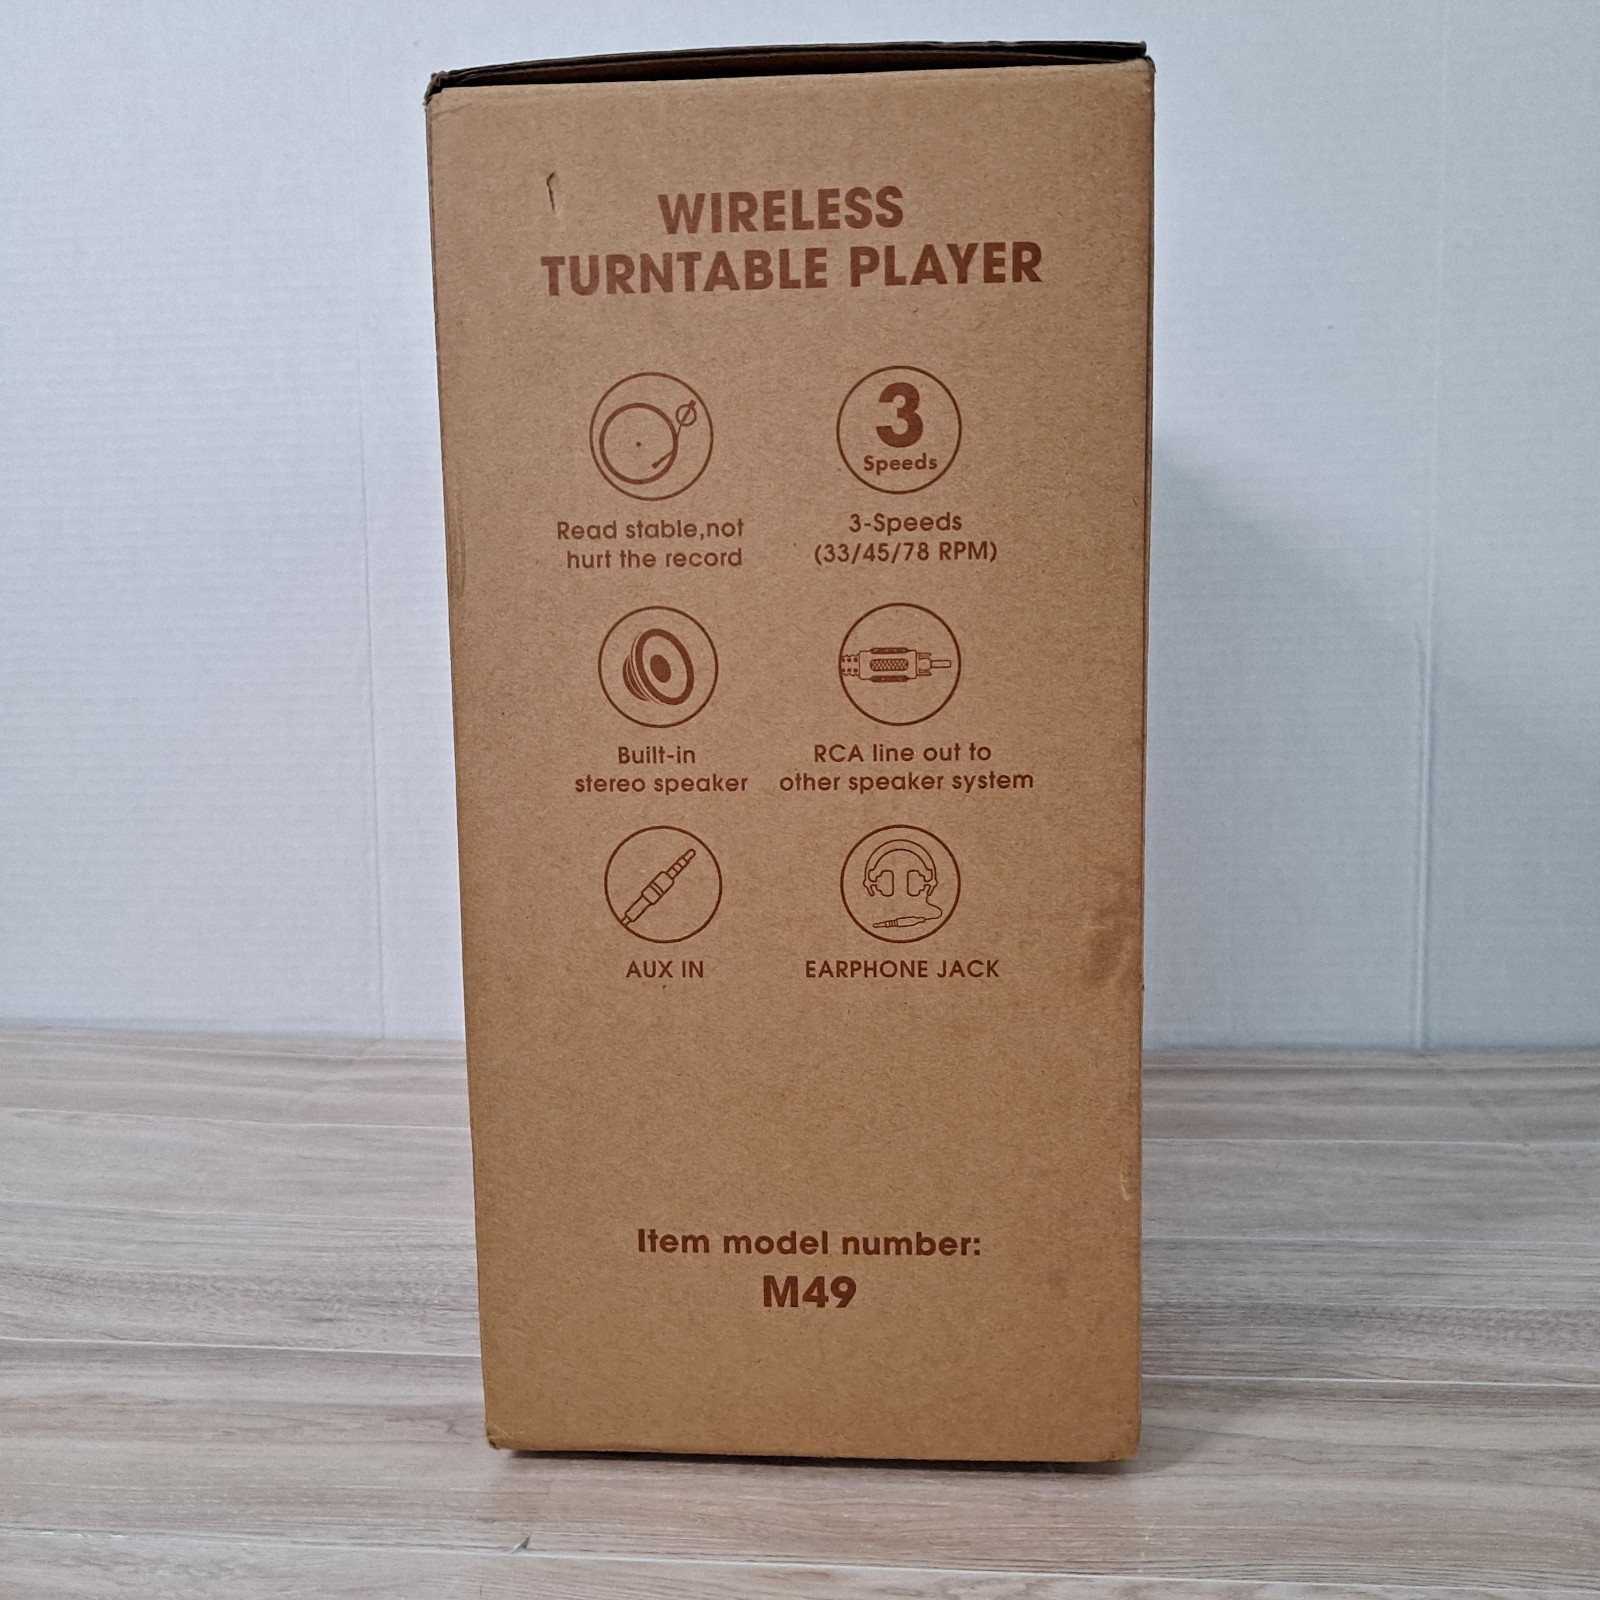 WIRELESS
TURNTABLE PLAYER
3
Speeds
Read stable,not
hurt the record
3-Speeds
(33/45/78 RPM)
Built-in
stereo speaker
RCA line out to
other speaker system
AUX IN
EARPHONE JACK
Item model number:
M49